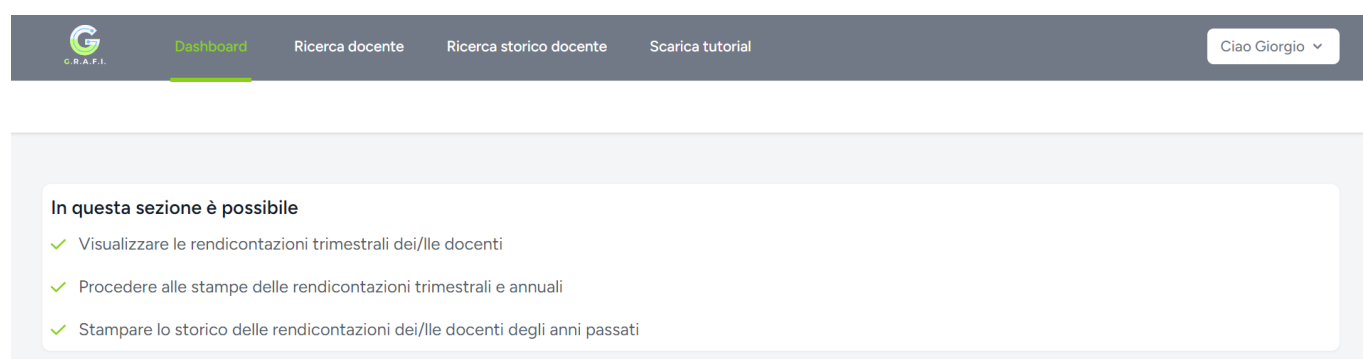 G
G.R.A.F.I.
Dashboard Ricerca docente Ricerca storico docente Scarica tutorial Ciao Giorgio
In questa sezione è possibile
Visualizzare le rendicontazioni trimestrali dei/lle docenti
Procedere alle stampe delle rendicontazioni trimestrali e annuali
Stampare lo storico delle rendicontazioni dei/lle docenti degli anni passati